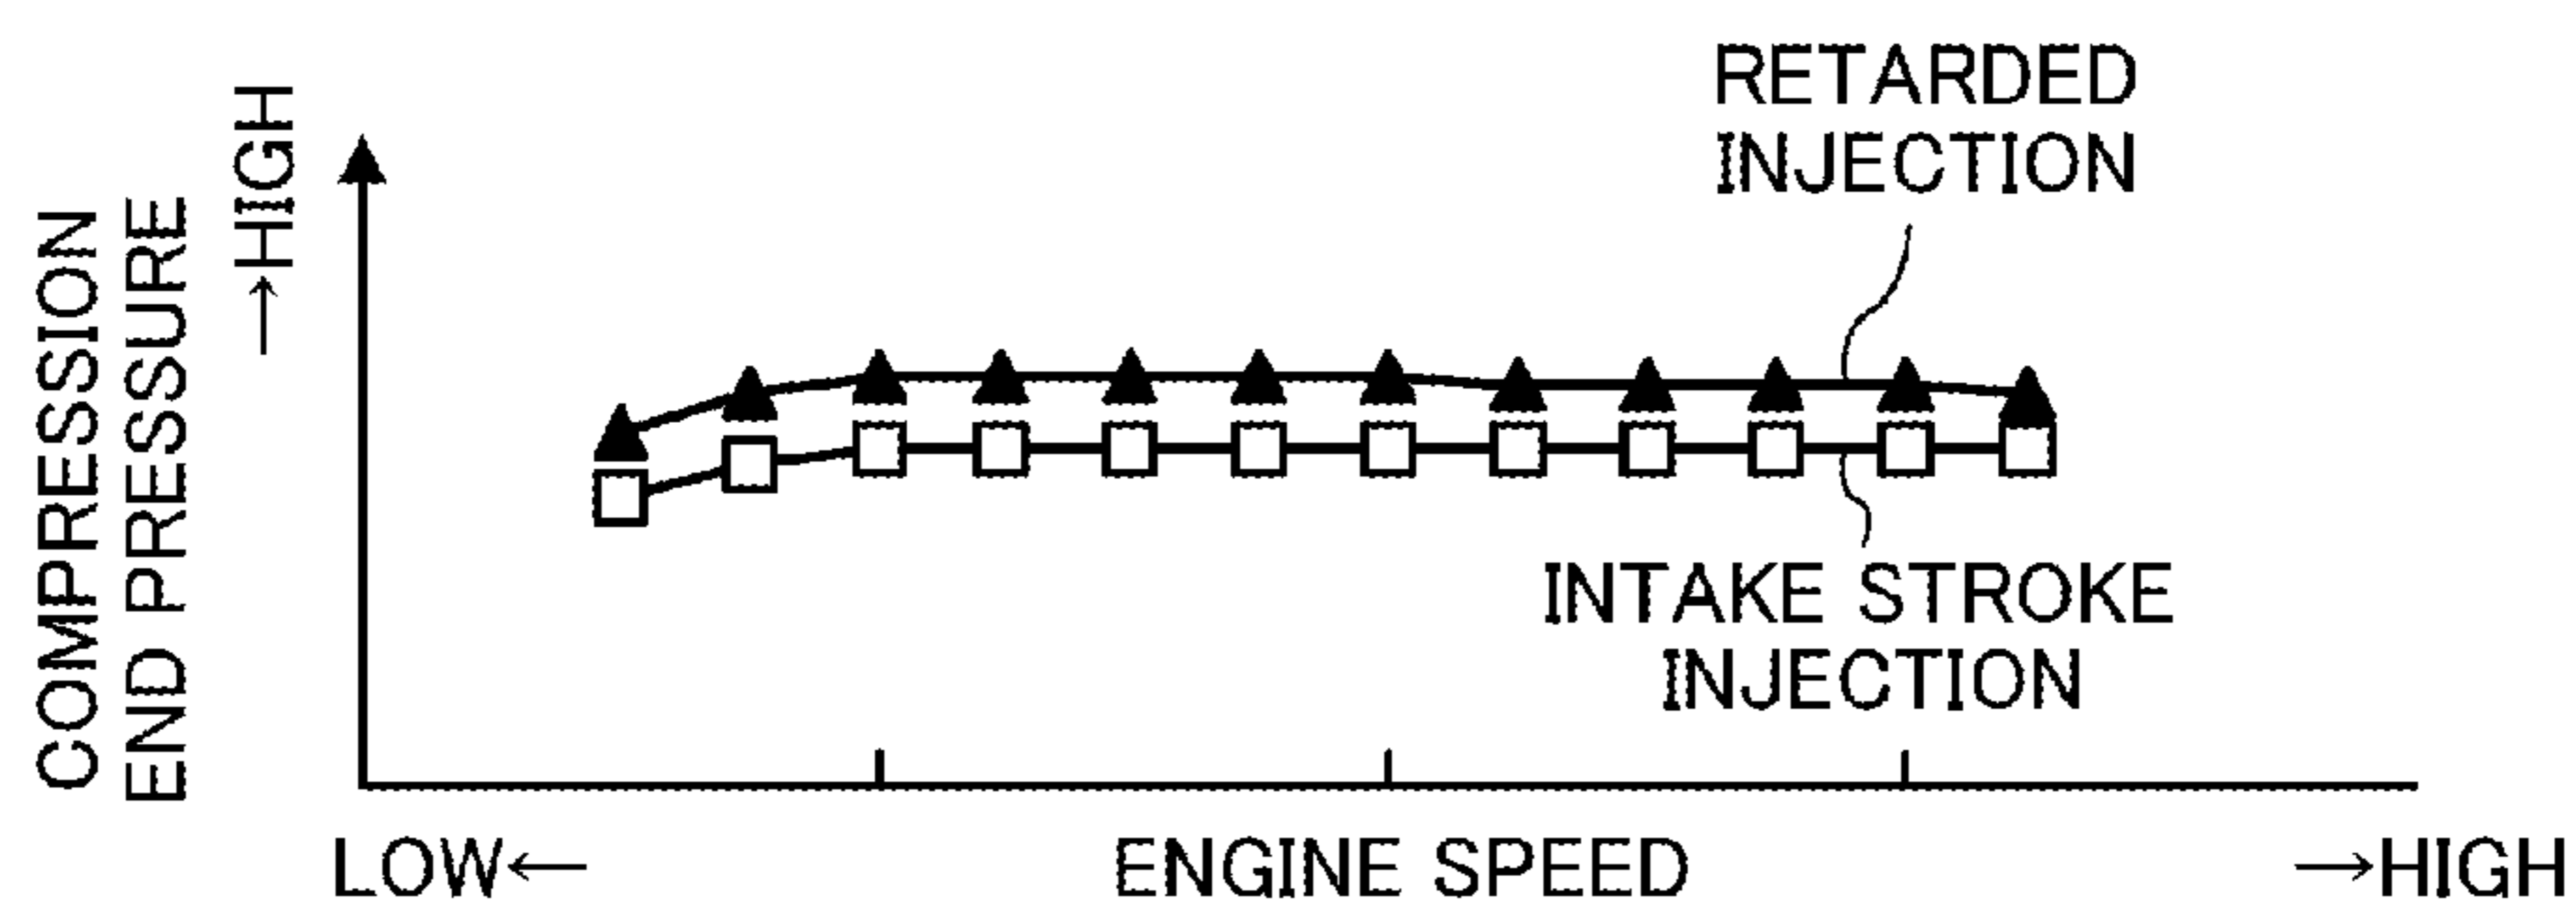 COMPRESSION
END PRESSURE
→HIGH
RETARDED
INJECTION
INTAKE STROKE
INJECTION
LOW← ENGINE SPEED →HIGH